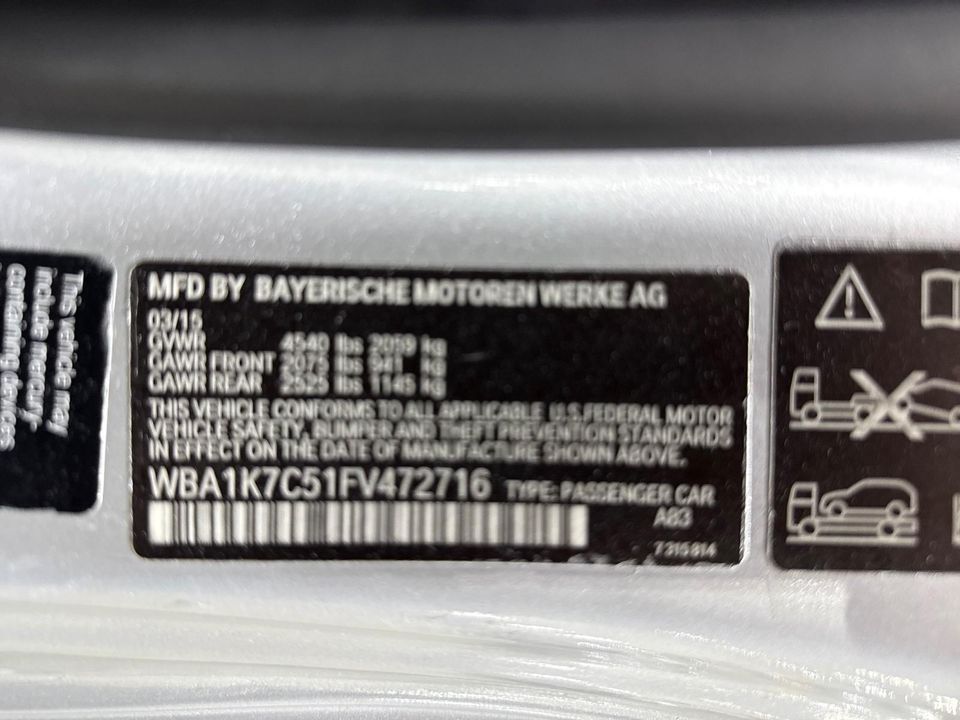 This vehicle may
include mercury-
containing devices
MFD BY BAYERISCHE MOTOREN WERKE AG
03/15
GVWR 4540 lbs 2059 kg
GAWR FRONT 2075 lbs 941 kg
GAWR REAR 2525 lbs 1145 kg
THIS VEHICLE CONFORMS TO ALL APPLICABLE U.S. FEDERAL MOTOR
VEHICLE SAFETY, BUMPER AND THEFT PREVENTION STANDARDS
IN EFFECT ON THE DATE OF MANUFACTURE SHOWN ABOVE.
WBA1K7C51FV472716 TYPE: PASSENGER CAR
A83
7315814